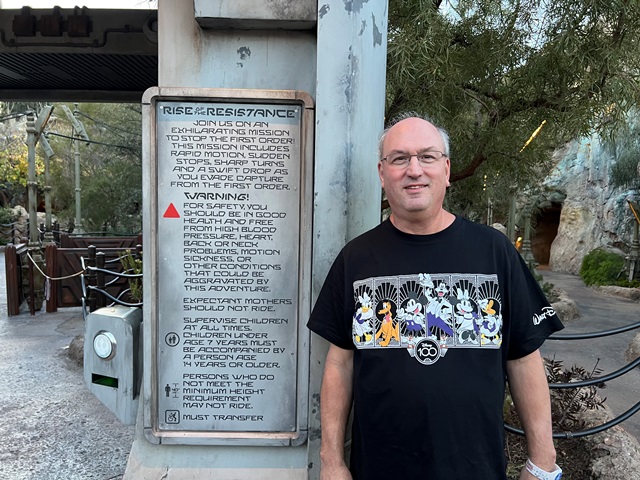 RISE OF THE RESISTANCE
JOIN US ON AN
EXHILARATING MISSION
TO STOP THE FIRST ORDER!
THIS MISSION INCLUDES
RAPID MOTION, SUDDEN
STOPS, SHARP TURNS
AND A SWIFT DROP AS
YOU EVADE CAPTURE
FROM THE FIRST ORDER.
WARNING!
FOR SAFETY, YOU
SHOULD BE IN GOOD
HEALTH AND FREE
FROM HIGH BLOOD
PRESSURE, HEART,
BACK OR NECK
PROBLEMS, MOTION
SICKNESS, OR
OTHER CONDITIONS
THAT COULD BE
AGGRAVATED BY
THIS ADVENTURE.
EXPECTANT MOTHERS
SHOULD NOT RIDE.
SUPERVISE CHILDREN
AT ALL TIMES.
CHILDREN UNDER
AGE 7 YEARS MUST
BE ACCOMPANIED BY
A PERSON AGE
14 YEARS OR OLDER.
PERSONS WHO DO
NOT MEET THE
MINIMUM HEIGHT
REQUIREMENT
MAY NOT RIDE.
MUST TRANSFER
Disney
100
Walt D